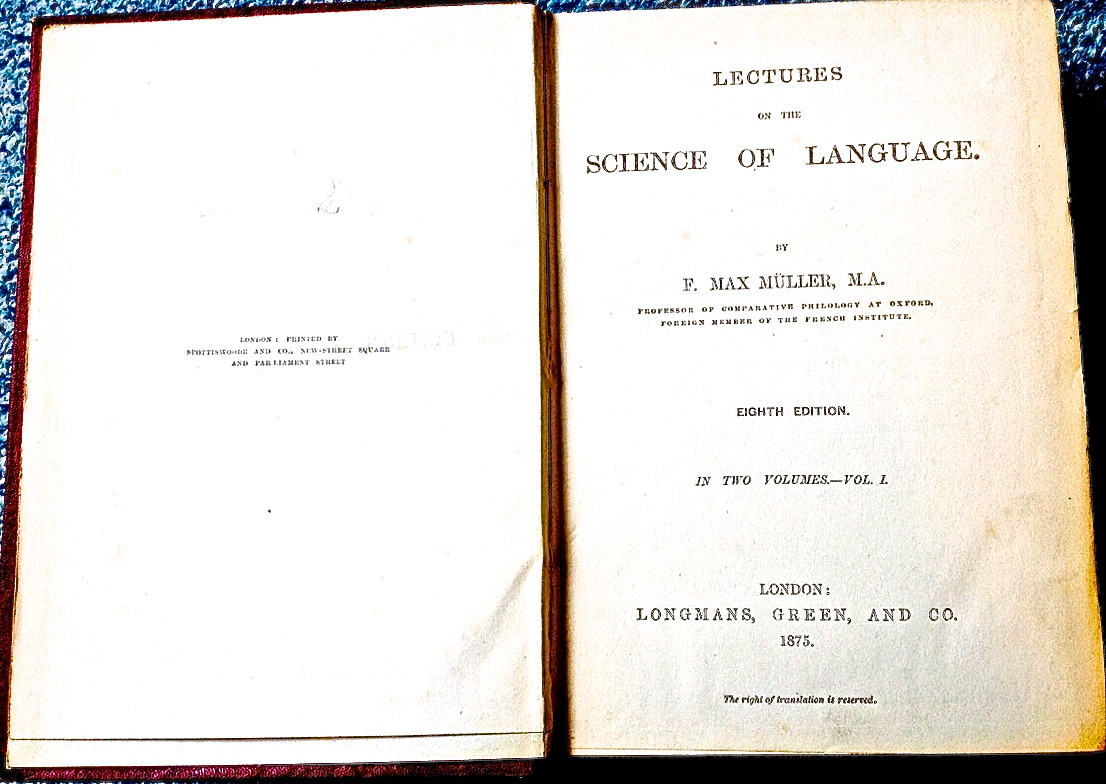 LONDON: PRINTED BY
SPOTTISWOODE AND CO., NEW-STREET SQUARE
AND PARLIAMENT STREET
LECTURES
ON THE
SCIENCE OF LANGUAGE.
BY
F. MAX MÜLLER, M.A.
PROFESSOR OF COMPARATIVE PHILOLOGY AT OXFORD,
FOREIGN MEMBER OF THE FRENCH INSTITUTE.
EIGHTH EDITION.
IN TWO VOLUMES.—VOL. I.
LONDON:
LONGMANS, GREEN, AND CO.
1875.
The right of translation is reserved.